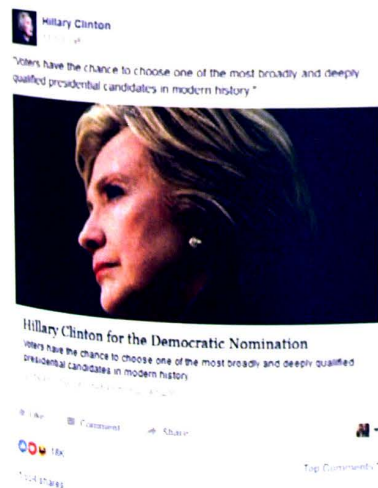 Hillary Clinton
"Voters have the chance to choose one of the most broadly and deeply
qualified presidential candidates in modern history."
Hillary Clinton for the Democratic Nomination
Voters have the chance to choose one of the most broadly and deeply qualified
presidential candidates in modern history
Like Comment Share
18K
Top Comments
shares